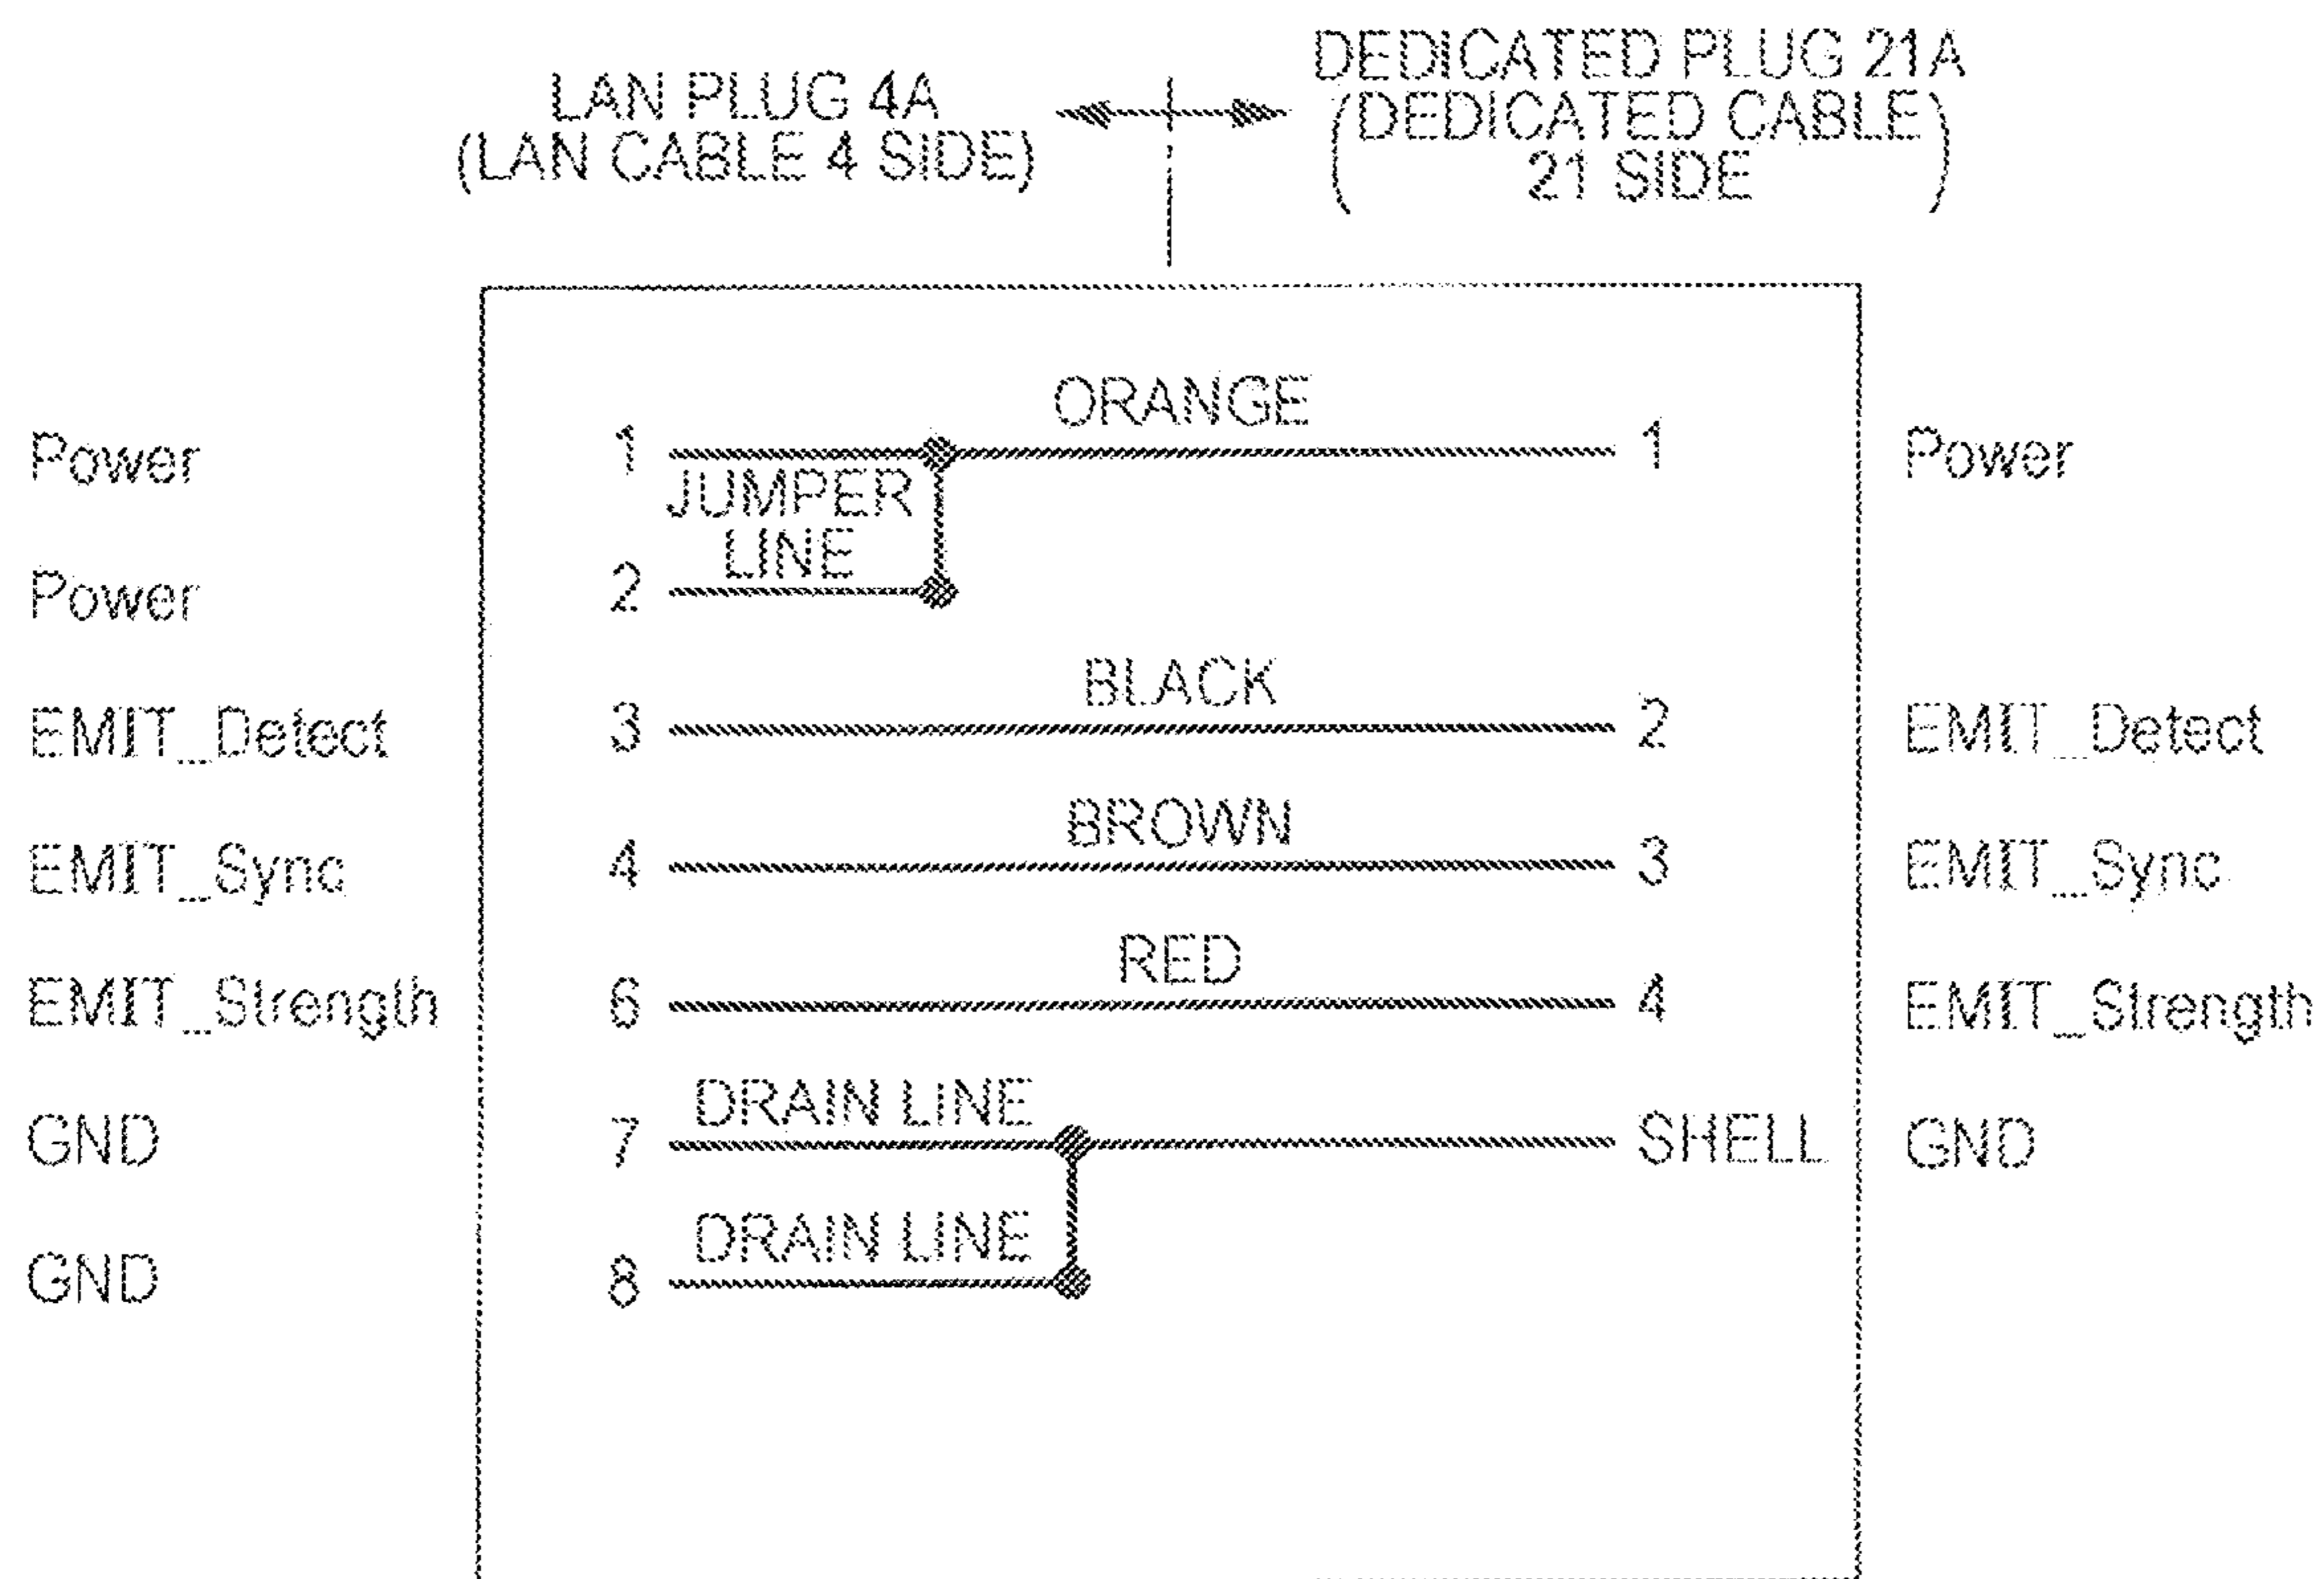 LAN PLUG 4A
(LAN CABLE 4 SIDE)
DEDICATED PLUG 21A
(DEDICATED CABLE
21 SIDE)
ORANGE
Power 1 1 Power
JUMPER
LINE
Power 2
BLACK
EMIT_Detect 3 2 EMIT_Detect
BROWN
EMIT_Sync 4 3 EMIT_Sync
RED
EMIT_Strength 6 4 EMIT_Strength
DRAIN LINE
GND 7 SHELL GND
DRAIN LINE
GND 8